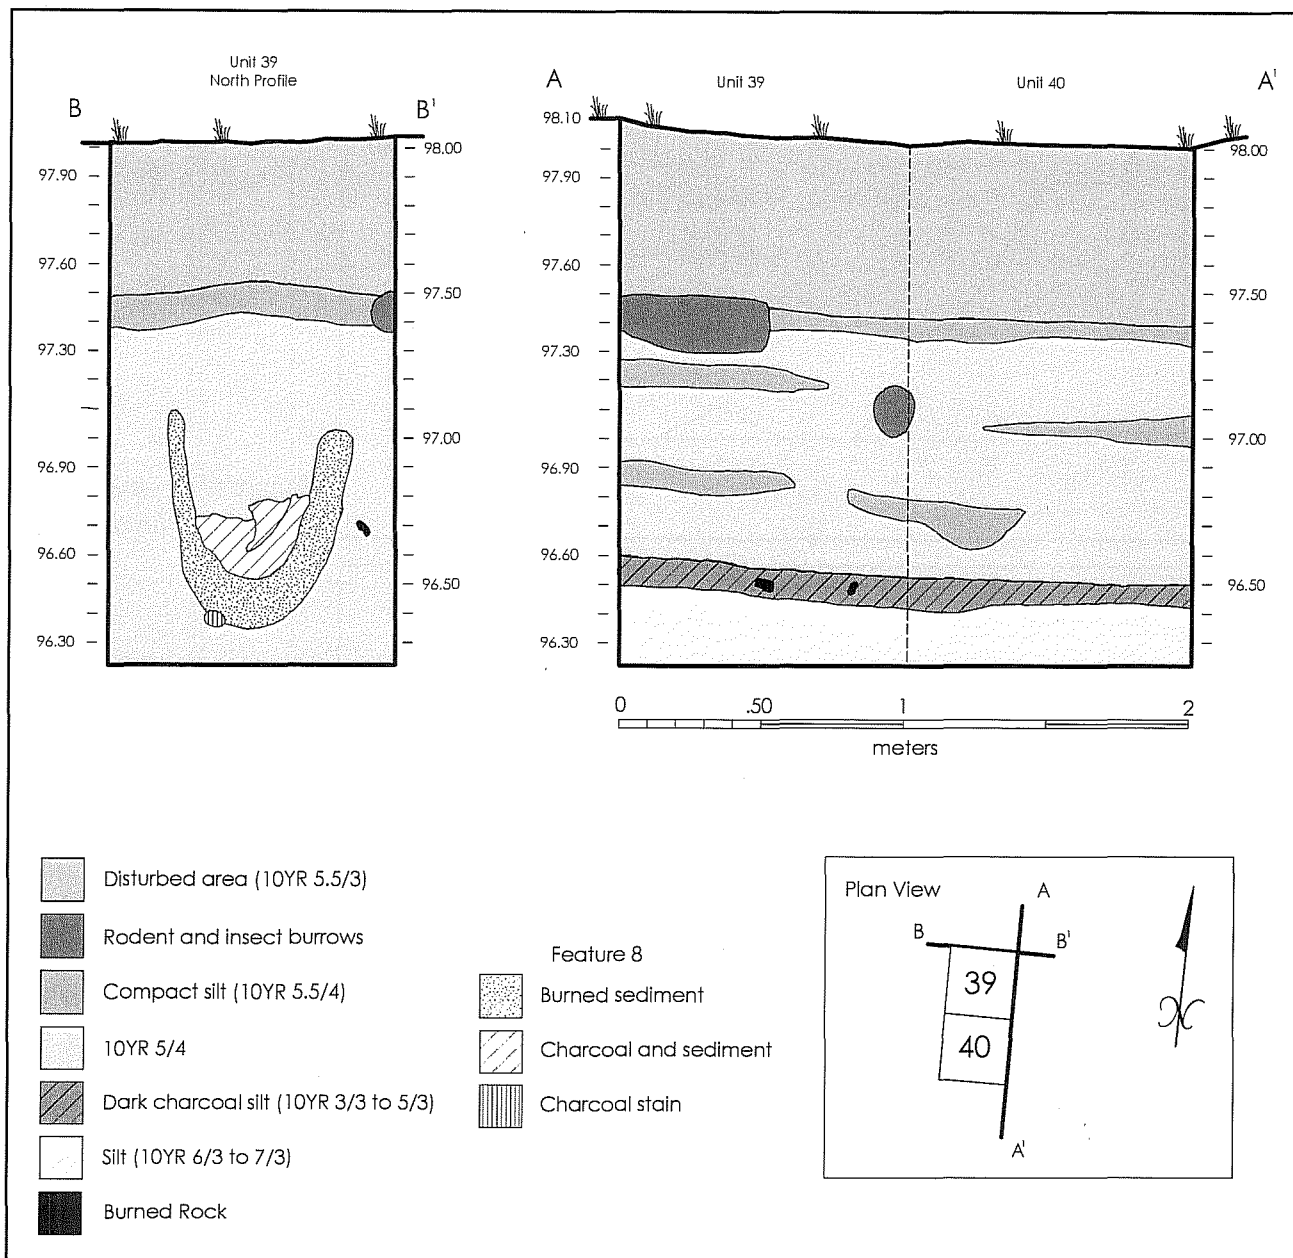 Unit 39
North Profile
B
B'
97.90
97.60
97.30
96.90
96.60
96.30
98.00
97.50
97.00
96.50
A
Unit 39
Unit 40
A'
98.10
97.90
97.60
97.30
96.90
96.60
96.30
98.00
97.50
97.00
96.50
0
.50
1
2
meters
Disturbed area (10YR 5.5/3)
Rodent and insect burrows
Compact silt (10YR 5.5/4)
10YR 5/4
Dark charcoal silt (10YR 3/3 to 5/3)
Silt (10YR 6/3 to 7/3)
Burned Rock
Feature 8
Burned sediment
Charcoal and sediment
Charcoal stain
Plan View
A
B
B'
39
40
A'